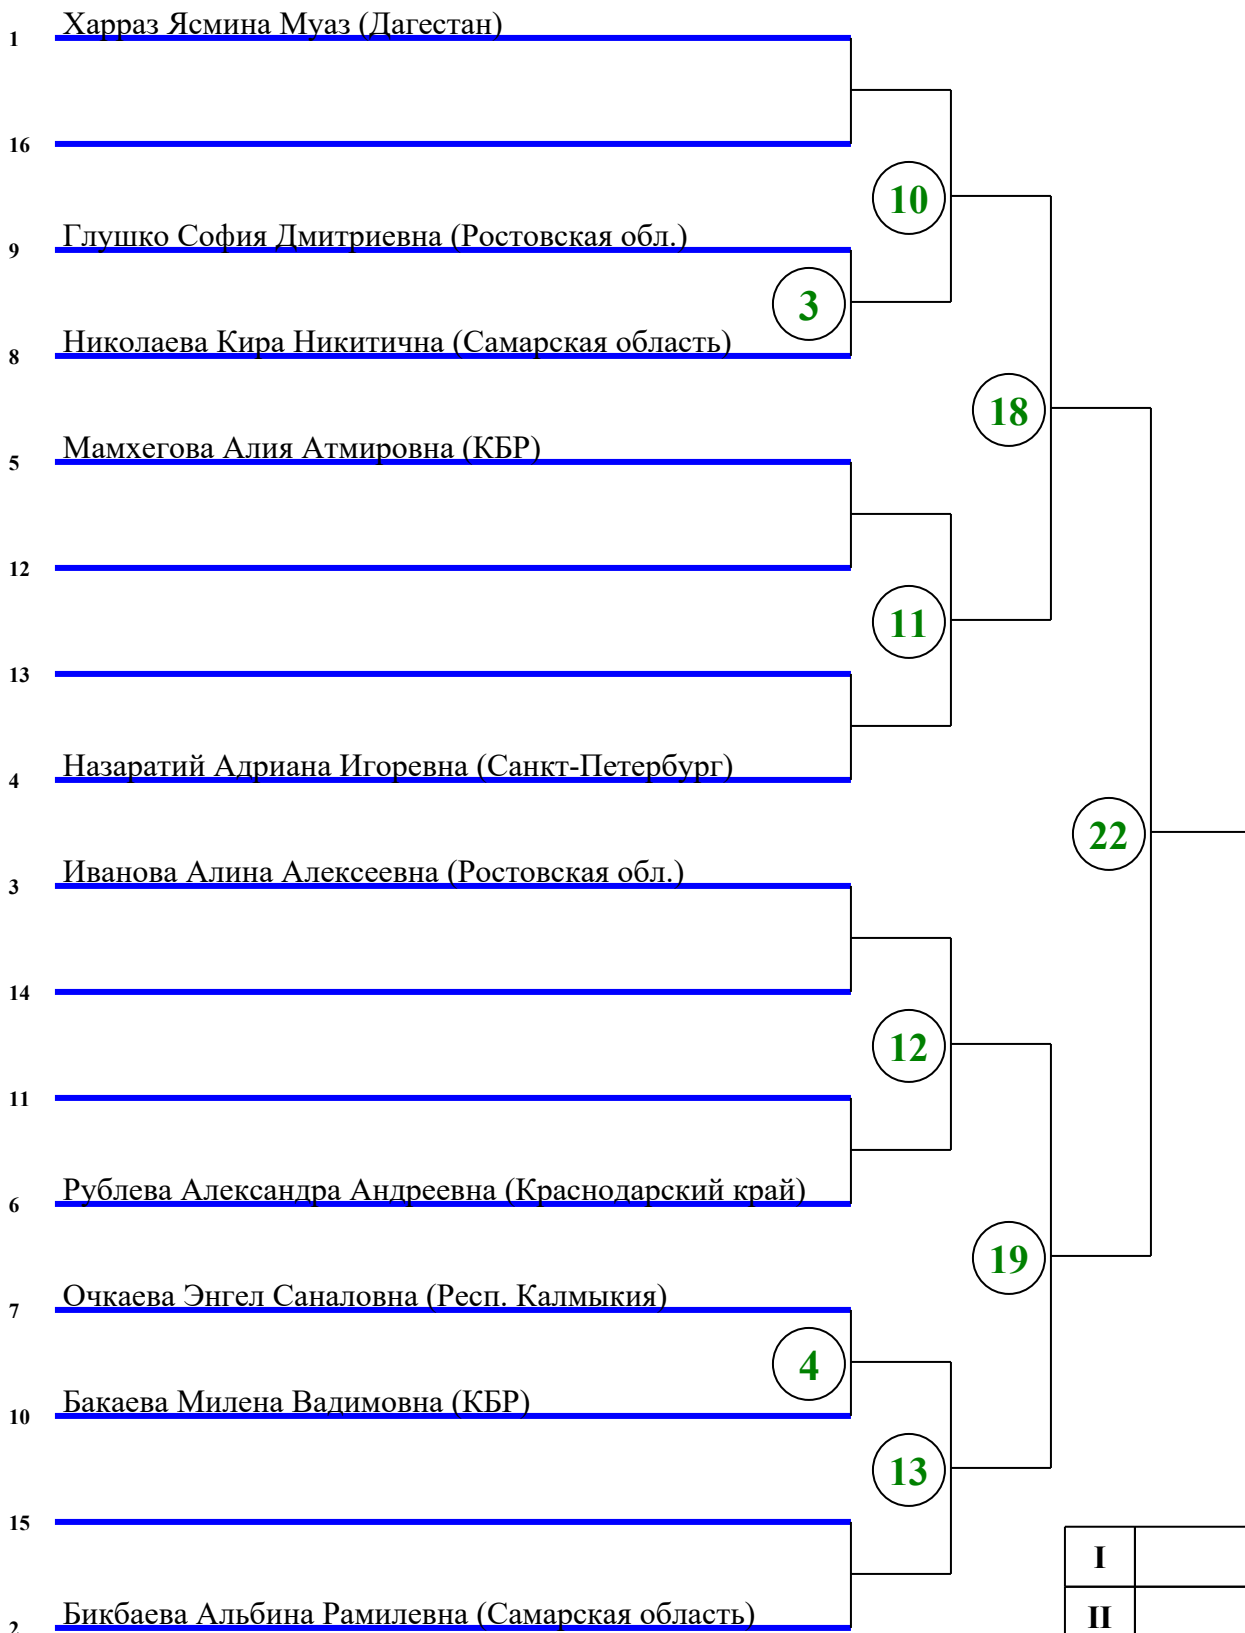 1 Харраз Ясмина Муаз (Дагестан)
16
10
9 Глушко София Дмитриевна (Ростовская обл.)
3
8 Николаева Кира Никитична (Самарская область)
18
5 Мамхегова Алия Атмировна (КБР)
12
11
13
4 Назаратий Адриана Игоревна (Санкт-Петербург)
22
3 Иванова Алина Алексеевна (Ростовская обл.)
14
12
11
6 Рублева Александра Андреевна (Краснодарский край)
19
7 Очкаева Энгел Саналовна (Респ. Калмыкия)
4
10 Бакаева Милена Вадимовна (КБР)
13
15
I
2 Бикбаева Альбина Рамилевна (Самарская область)
II